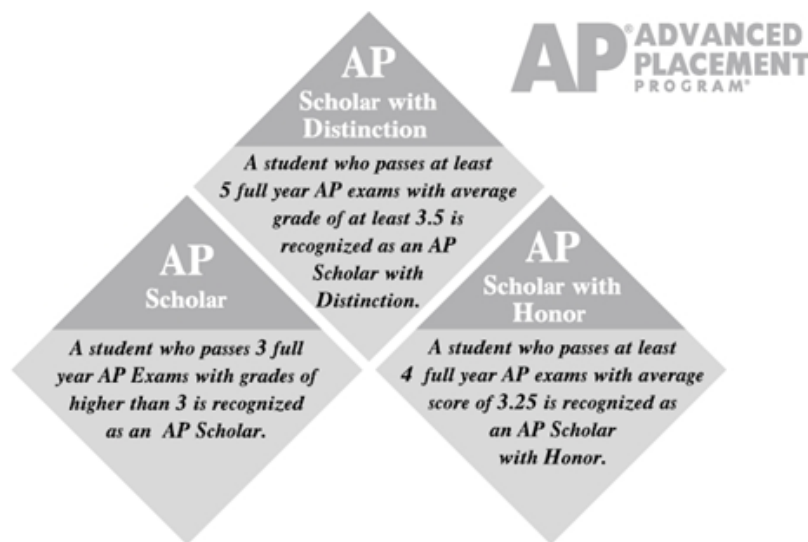 AP® ADVANCED
PLACEMENT
PROGRAM®
AP
Scholar with
Distinction
A student who passes at least
5 full year AP exams with average
grade of at least 3.5 is
recognized as an AP
Scholar with
Distinction.
AP
Scholar
A student who passes 3 full
year AP Exams with grades of
higher than 3 is recognized
as an AP Scholar.
AP
Scholar with
Honor
A student who passes at least
4 full year AP exams with average
score of 3.25 is recognized as
an AP Scholar
with Honor.